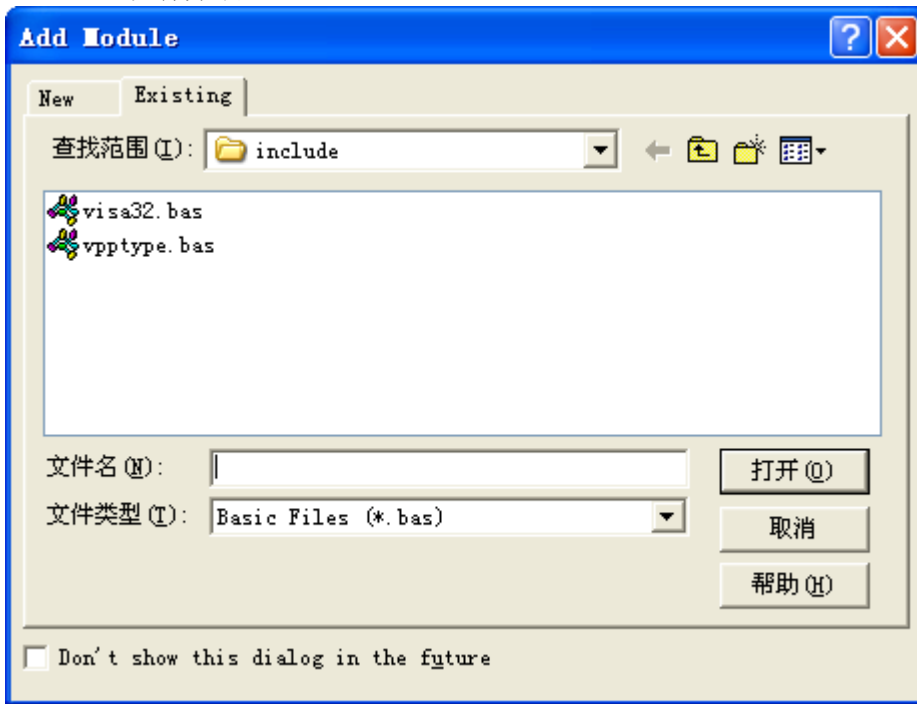 Add Module
New Existing
查找范围(I): include
visa32.bas
vpptype.bas
文件名(N): 打开(O)
文件类型(T): Basic Files (*.bas) 取消
帮助(H)
Don't show this dialog in the future